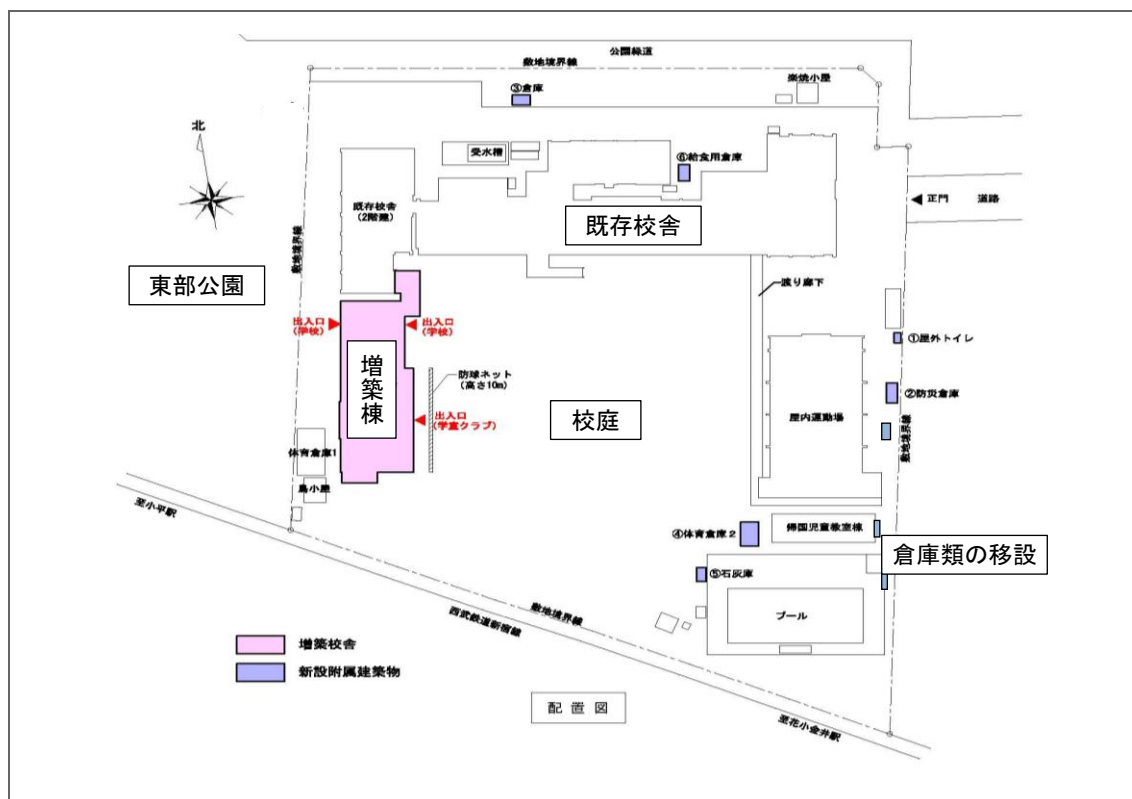 公園緑道
敷地境界線
楽焼小屋
③倉庫
北
受水槽
⑥給食用倉庫
既存校舎
(2階建)
既存校舎
正門 道路
敷地境界線
東部公園
渡り廊下
出入口
(学校)
出入口
(学校)
①屋外トイレ
増築棟
防球ネット
(高さ10m)
②防災倉庫
出入口
(学童クラブ)
校庭
屋内運動場
敷地境界線
体育倉庫1
鳥小屋
至小平駅
④体育倉庫2
帰国児童教室棟
倉庫類の移設
⑤石灰庫
プール
敷地境界線
西武鉄道新宿線
増築校舎
新設附属建築物
配置図
至花小金井駅